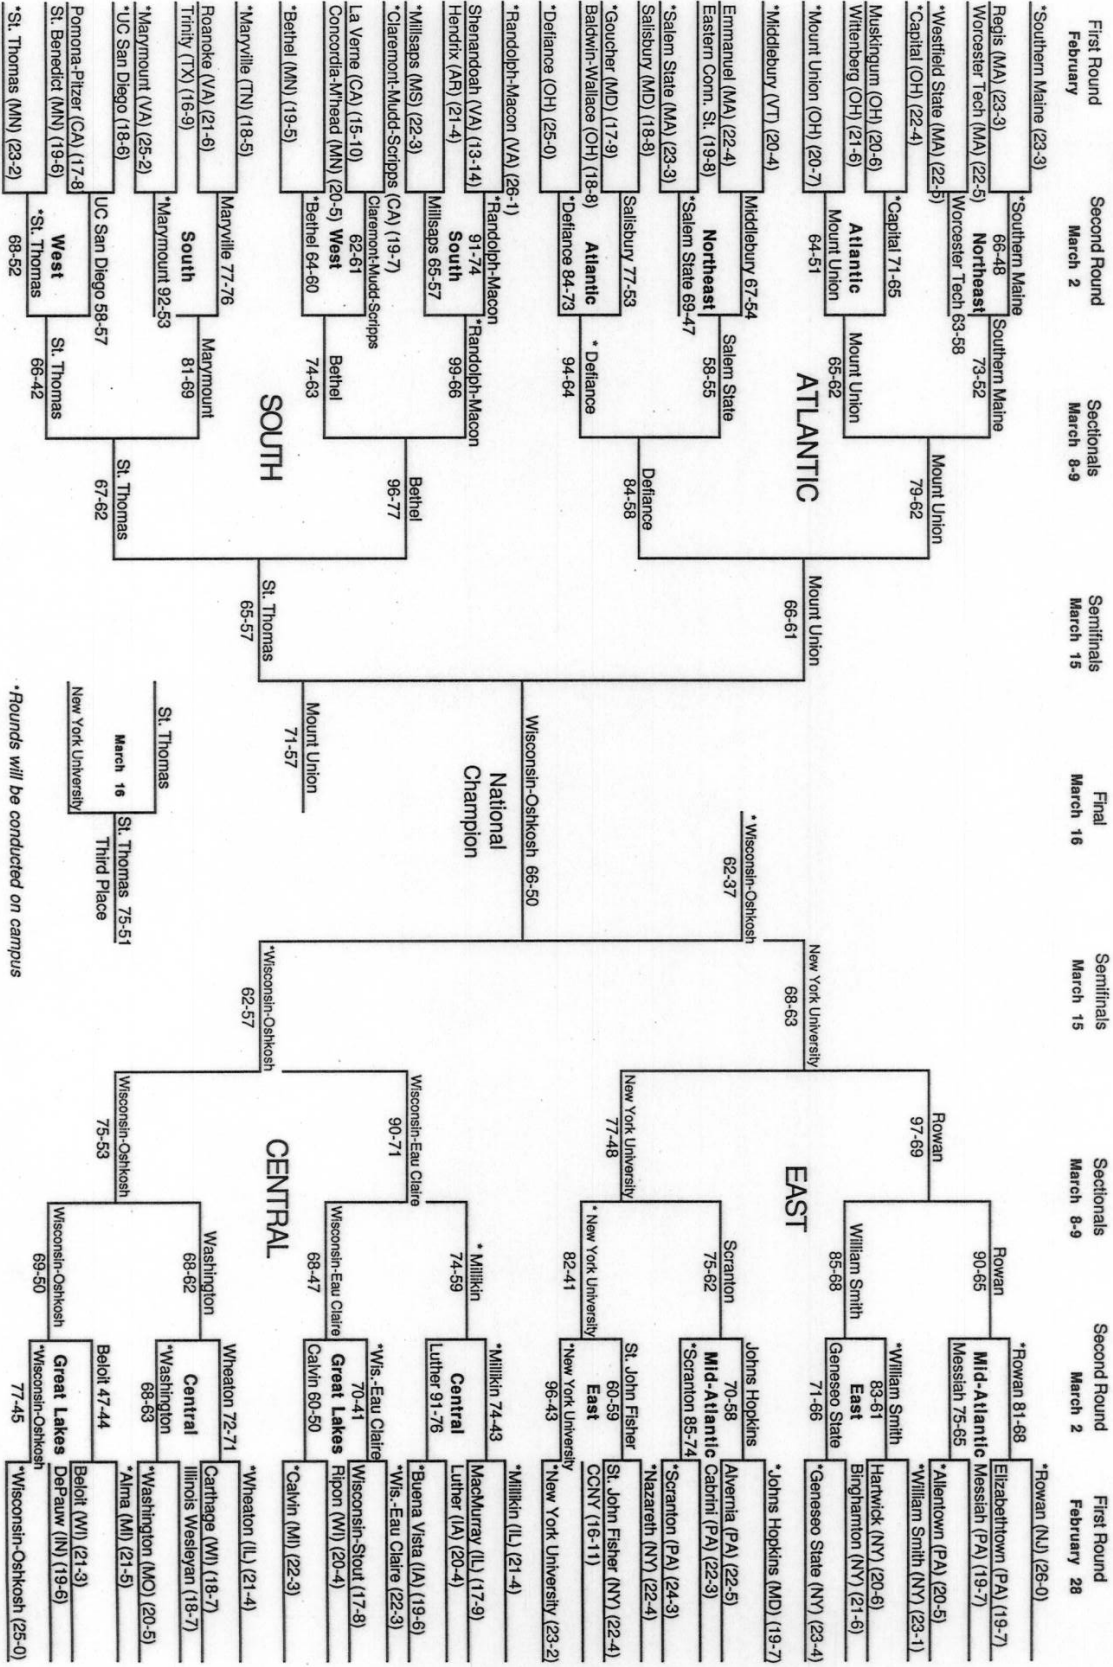 First Round
February
Second Round
March 2
Sectionals
March 8-9
Semifinals
March 15
Final
March 16
Semifinals
March 15
Sectionals
March 8-9
Second Round
March 2
First Round
February 28
*Southern Maine (23-3)
Regis (MA) (23-3)
Worcester Tech (MA) (22-5)
*Westfield State (MA) (22-5)
*Capital (OH) (22-4)
Muskingum (OH) (20-6)
Wittenberg (OH) (21-6)
*Mount Union (OH) (20-7)
*Middlebury (VT) (20-4)
Emmanuel (MA) (22-4)
Eastern Conn. St. (19-8)
*Salem State (MA) (23-3)
Salisbury (MD) (18-8)
*Goucher (MD) (17-9)
Baldwin-Wallace (OH) (18-8)
*Defiance (OH) (25-0)
*Randolph-Macon (VA) (26-1)
Shenandoah (VA) (13-14)
Hendrix (AR) (21-4)
*Millsaps (MS) (22-3)
*Claremont-Mudd-Scripps (CA) (19-7)
La Verne (CA) (15-10)
Concordia-M'head (MN) (20-5)
*Bethel (MN) (19-5)
*Maryville (TN) (18-5)
Roanoke (VA) (21-6)
Trinity (TX) (16-9)
*Marymount (VA) (25-2)
*UC San Diego (18-6)
Pomona-Pitzer (CA) (17-8)
St. Benedict (MN) (19-6)
*St. Thomas (MN) (23-2)
*Southern Maine
66-48
Northeast
Worcester Tech 63-58
*Capital 71-65
Atlantic
Mount Union
64-51
Middlebury 67-54
Northeast
*Salem State 69-47
Salisbury 77-53
Atlantic
*Defiance 84-73
*Randolph-Macon
91-74
South
Millsaps 65-57
Claremont-Mudd-Scripps
62-61
West
*Bethel 64-60
Maryville 77-76
South
*Marymount 92-53
UC San Diego 58-57
West
*St. Thomas
68-52
Southern Maine
73-52
Mount Union
65-62
Salem State
58-55
* Defiance
94-64
*Randolph-Macon
99-66
Bethel
74-63
Marymount
81-69
St. Thomas
66-42
ATLANTIC
SOUTH
Mount Union
79-62
Defiance
84-58
Bethel
96-77
St. Thomas
67-62
Mount Union
66-61
St. Thomas
65-57
Mount Union
71-57
Wisconsin-Oshkosh 66-50
National
Champion
* Wisconsin-Oshkosh
62-37
St. Thomas
March 16
New York University
St. Thomas 75-51
Third Place
*Rounds will be conducted on campus
New York University
68-63
*Wisconsin-Oshkosh
62-57
Rowan
97-69
New York University
77-48
Wisconsin-Eau Claire
90-71
Wisconsin-Oshkosh
75-53
EAST
CENTRAL
Rowan
90-65
William Smith
85-68
Scranton
75-62
* New York University
82-41
* Millikin
74-59
Wisconsin-Eau Claire
68-47
Washington
68-62
Wisconsin-Oshkosh
69-50
*Rowan 81-68
Mid-Atlantic
Messiah 75-65
*William Smith
83-61
East
Geneseo State
71-66
Johns Hopkins
70-58
Mid-Atlantic
*Scranton 85-74
St. John Fisher
60-59
East
*New York University
96-43
*Millikin 74-43
Central
Luther 91-76
*Wis.-Eau Claire
70-41
Great Lakes
Calvin 60-50
Wheaton 72-71
Central
*Washington
68-63
Beloit 47-44
Great Lakes
*Wisconsin-Oshkosh
77-45
*Rowan (NJ) (26-0)
Elizabethtown (PA) (19-7)
Messiah (PA) (19-7)
*Allentown (PA) (20-5)
*William Smith (NY) (23-1)
Hartwick (NY) (20-6)
Binghamton (NY) (21-6)
*Geneseo State (NY) (23-4)
*Johns Hopkins (MD) (19-7)
Alvernia (PA) (22-5)
Cabrini (PA) (22-3)
*Scranton (PA) (24-3)
*Nazareth (NY) (22-4)
St. John Fisher (NY) (22-4)
CCNY (16-11)
*New York University (23-2)
*Millikin (IL) (21-4)
MacMurray (IL) (17-9)
Luther (IA) (20-4)
*Buena Vista (IA) (19-6)
*Wis.-Eau Claire (22-3)
Wisconsin-Stout (17-8)
Ripon (WI) (20-4)
*Calvin (MI) (22-3)
*Wheaton (IL) (21-4)
Carthage (WI) (18-7)
Illinois Wesleyan (18-7)
*Washington (MO) (20-5)
*Alma (MI) (21-5)
Beloit (WI) (21-3)
DePauw (IN) (19-6)
*Wisconsin-Oshkosh (25-0)